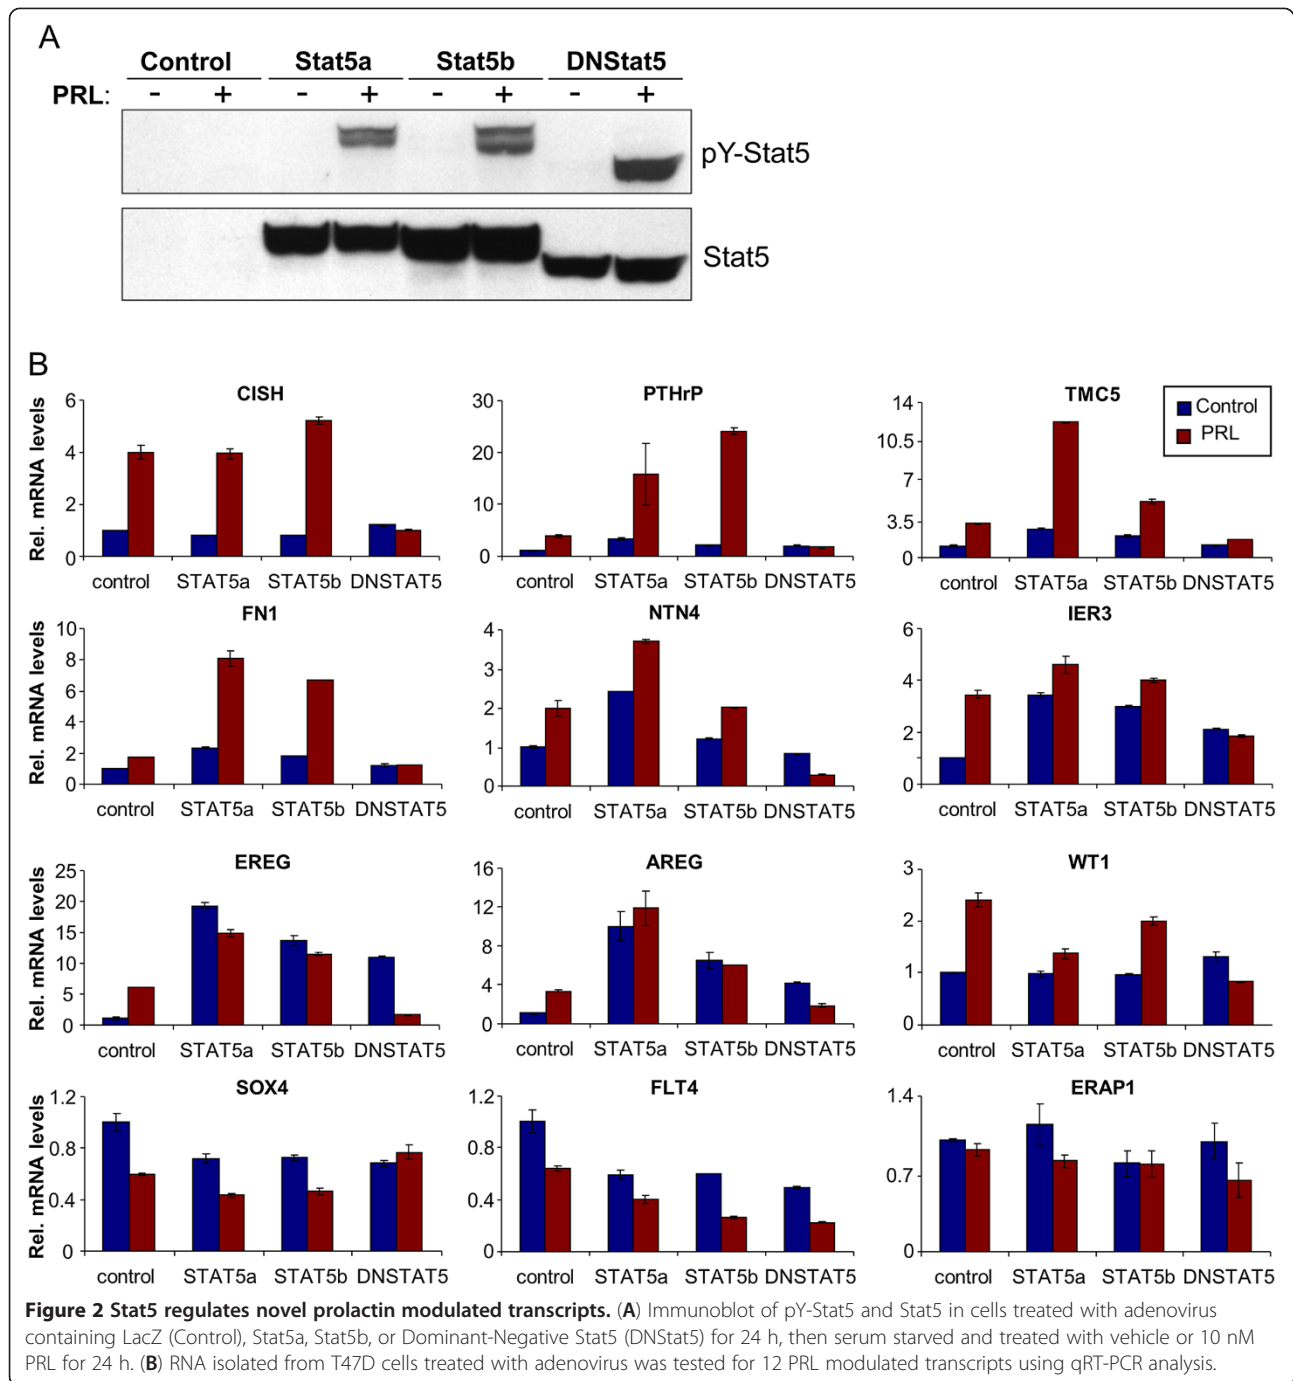 A
Control Stat5a Stat5b DNStat5
PRL: - + - + - + - +
pY-Stat5
Stat5
B
CISH
Rel. mRNA levels
6
4
2
0
control STAT5a STAT5b DNSTAT5
PTHrP
30
20
10
0
control STAT5a STAT5b DNSTAT5
TMC5
14
10.5
7
3.5
0
control STAT5a STAT5b DNSTAT5
Control
PRL
FN1
Rel. mRNA levels
10
8
6
4
2
0
control STAT5a STAT5b DNSTAT5
NTN4
4
3
2
1
0
control STAT5a STAT5b DNSTAT5
IER3
6
4
2
0
control STAT5a STAT5b DNSTAT5
EREG
Rel. mRNA levels
25
20
15
10
5
0
control STAT5a STAT5b DNSTAT5
AREG
16
12
8
4
0
control STAT5a STAT5b DNSTAT5
WT1
3
2
1
0
control STAT5a STAT5b DNSTAT5
SOX4
Rel. mRNA levels
1.2
0.8
0.4
0
control STAT5a STAT5b DNSTAT5
FLT4
1.2
0.8
0.4
0
control STAT5a STAT5b DNSTAT5
ERAP1
1.4
0.7
0
control STAT5a STAT5b DNSTAT5
Figure 2 Stat5 regulates novel prolactin modulated transcripts. (A) Immunoblot of pY-Stat5 and Stat5 in cells treated with adenovirus
containing LacZ (Control), Stat5a, Stat5b, or Dominant-Negative Stat5 (DNStat5) for 24 h, then serum starved and treated with vehicle or 10 nM
PRL for 24 h. (B) RNA isolated from T47D cells treated with adenovirus was tested for 12 PRL modulated transcripts using qRT-PCR analysis.